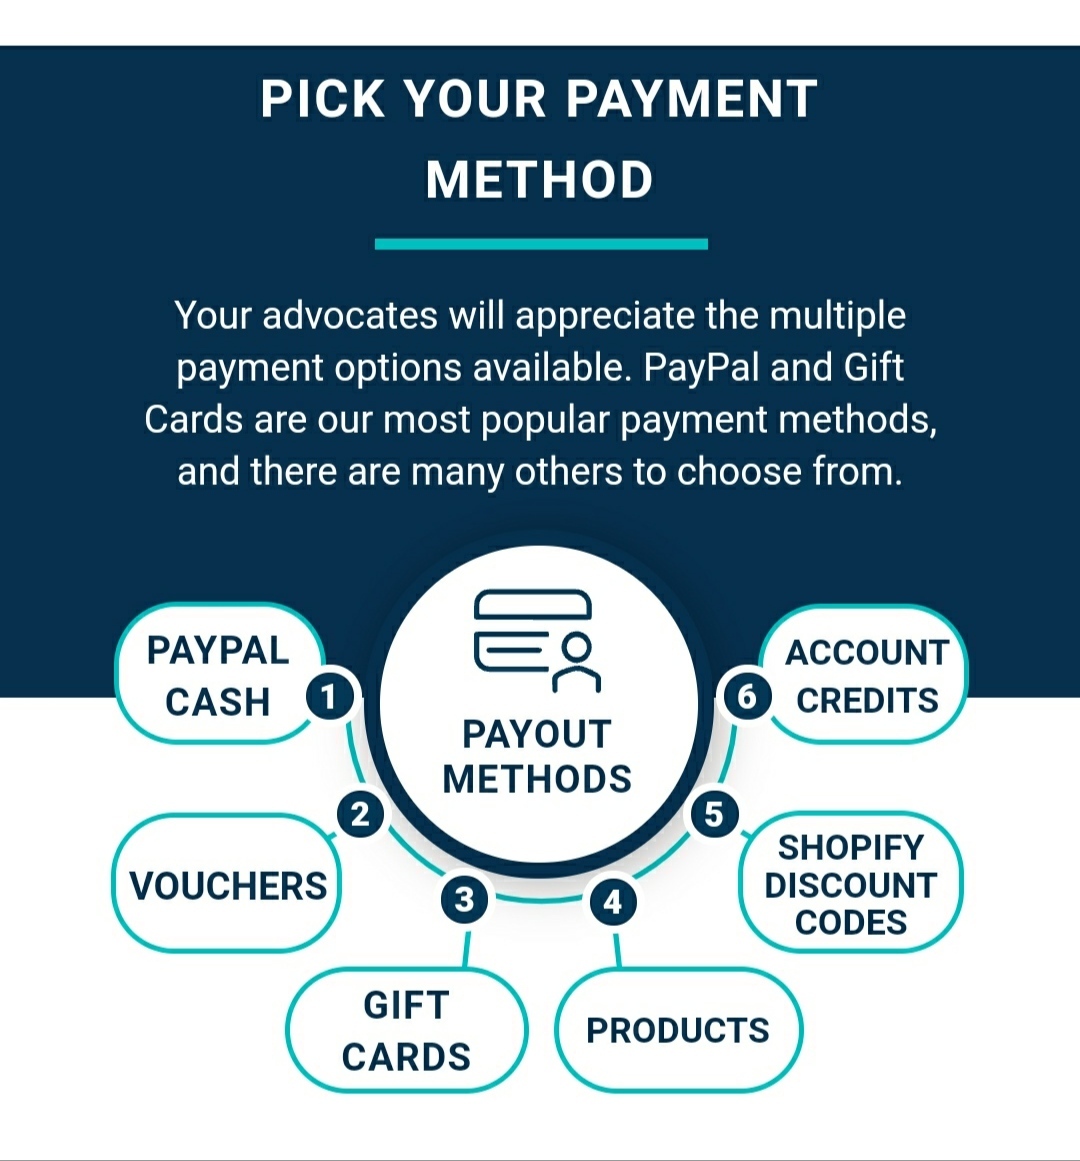 PICK YOUR PAYMENT
METHOD
Your advocates will appreciate the multiple
payment options available. PayPal and Gift
Cards are our most popular payment methods,
and there are many others to choose from.
PAYOUT
METHODS
PAYPAL
CASH
1
VOUCHERS
2
GIFT
CARDS
3
PRODUCTS
4
SHOPIFY
DISCOUNT
CODES
5
ACCOUNT
CREDITS
6